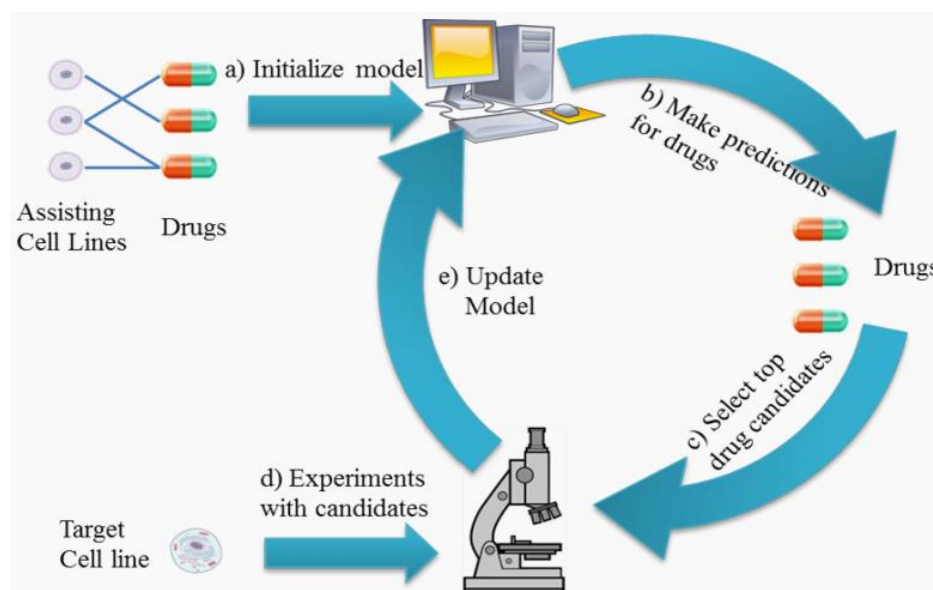 a) Initialize model
Assisting
Cell Lines
Drugs
b) Make predictions
for drugs
Drugs
c) Select top
drug candidates
d) Experiments
with candidates
Target
Cell line
e) Update
Model